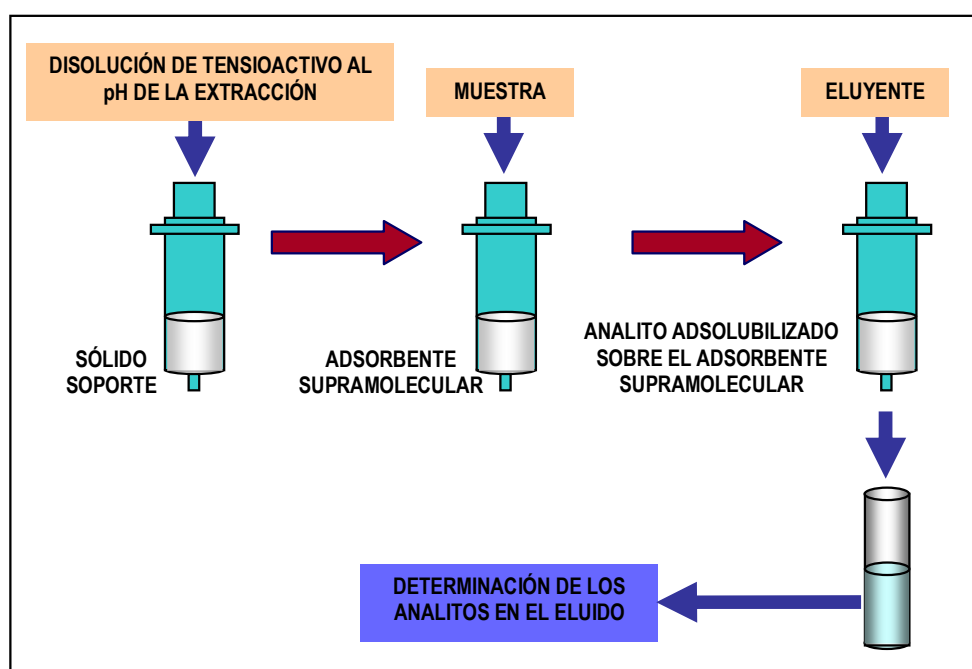 DISOLUCIÓN DE TENSIOACTIVO AL
pH DE LA EXTRACCIÓN
MUESTRA
ELUYENTE
SÓLIDO
SOPORTE
ADSORBENTE
SUPRAMOLECULAR
ANALITO ADSOLUBILIZADO
SOBRE EL ADSORBENTE
SUPRAMOLECULAR
DETERMINACIÓN DE LOS
ANALITOS EN EL ELUIDO